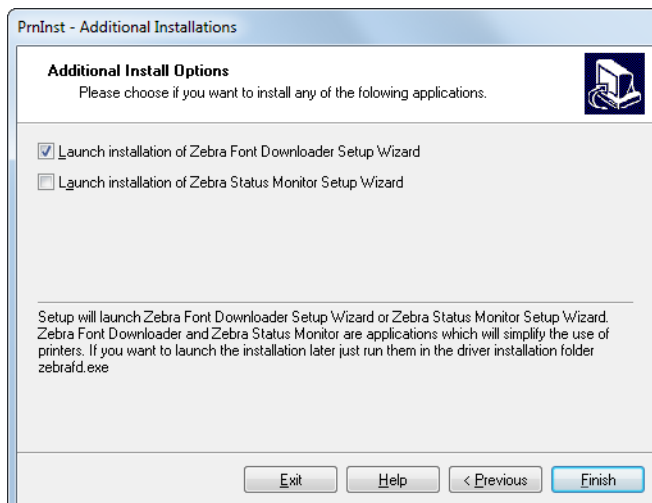 PrnInst - Additional Installations
Additional Install Options
Please choose if you want to install any of the folowing applications.
Launch installation of Zebra Font Downloader Setup Wizard
Launch installation of Zebra Status Monitor Setup Wizard
Setup will launch Zebra Font Downloader Setup Wizard or Zebra Status Monitor Setup Wizard.
Zebra Font Downloader and Zebra Status Monitor are applications which will simplify the use of
printers. If you want to launch the installation later just run them in the driver installation folder
zebrafd.exe
Exit
Help
< Previous
Finish